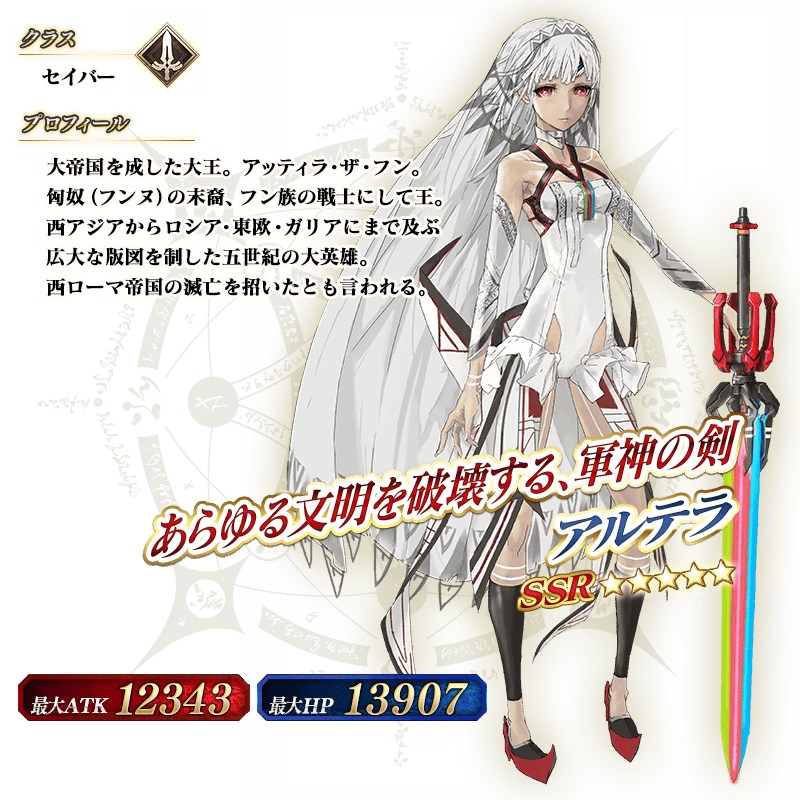 クラス
セイバー
プロフィール
大帝国を成した大王。アッティラ・ザ・フン。
匈奴（フンヌ）の末裔、フン族の戦士にして王。
西アジアからロシア・東欧・ガリアにまで及ぶ
広大な版図を制した五世紀の大英雄。
西ローマ帝国の滅亡を招いたとも言われる。
あらゆる文明を破壊する、軍神の剣
アルテラ
SSR ★★★★★
最大ATK 12343
最大HP 13907